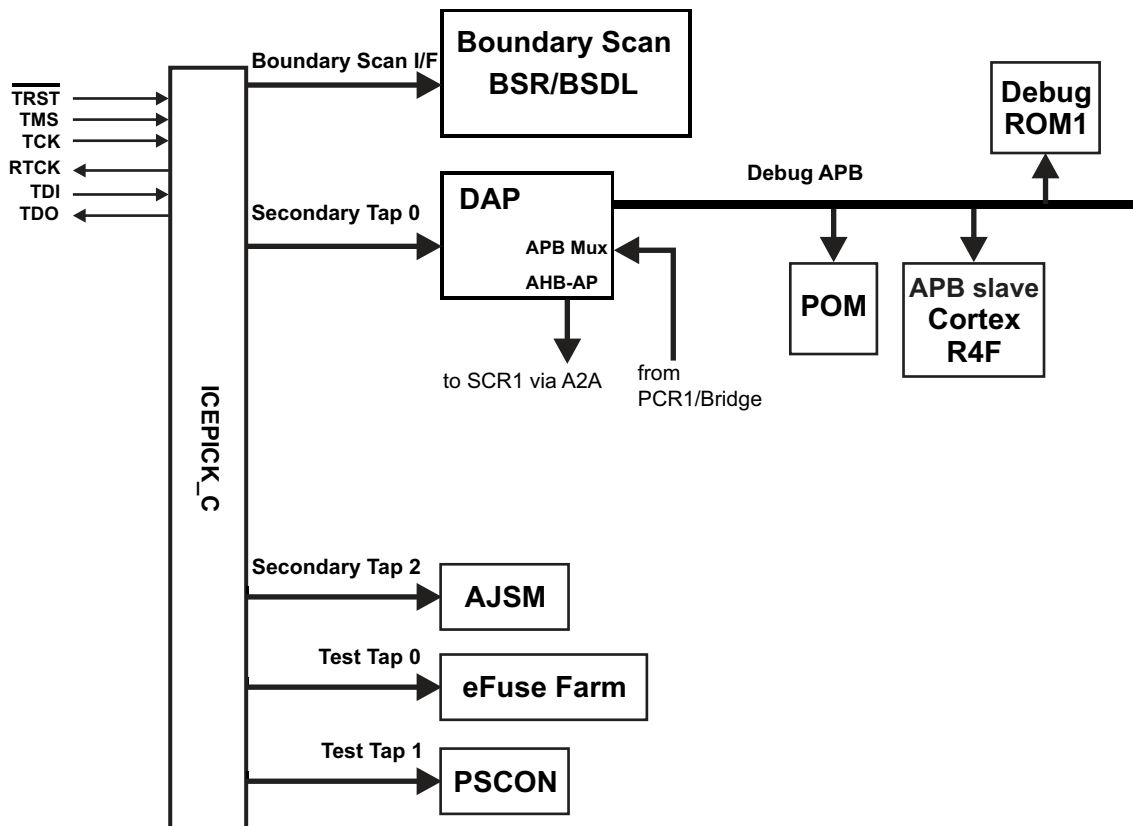 Boundary Scan I/F
Boundary Scan
BSR/BSDL
TRST
TMS
TCK
RTCK
TDI
TDO
ICEPICK_C
Secondary Tap 0
DAP
APB Mux
AHB-AP
to SCR1 via A2A
from
PCR1/Bridge
Debug APB
Debug
ROM1
POM
APB slave
Cortex
R4F
Secondary Tap 2
AJSM
Test Tap 0
eFuse Farm
Test Tap 1
PSCON